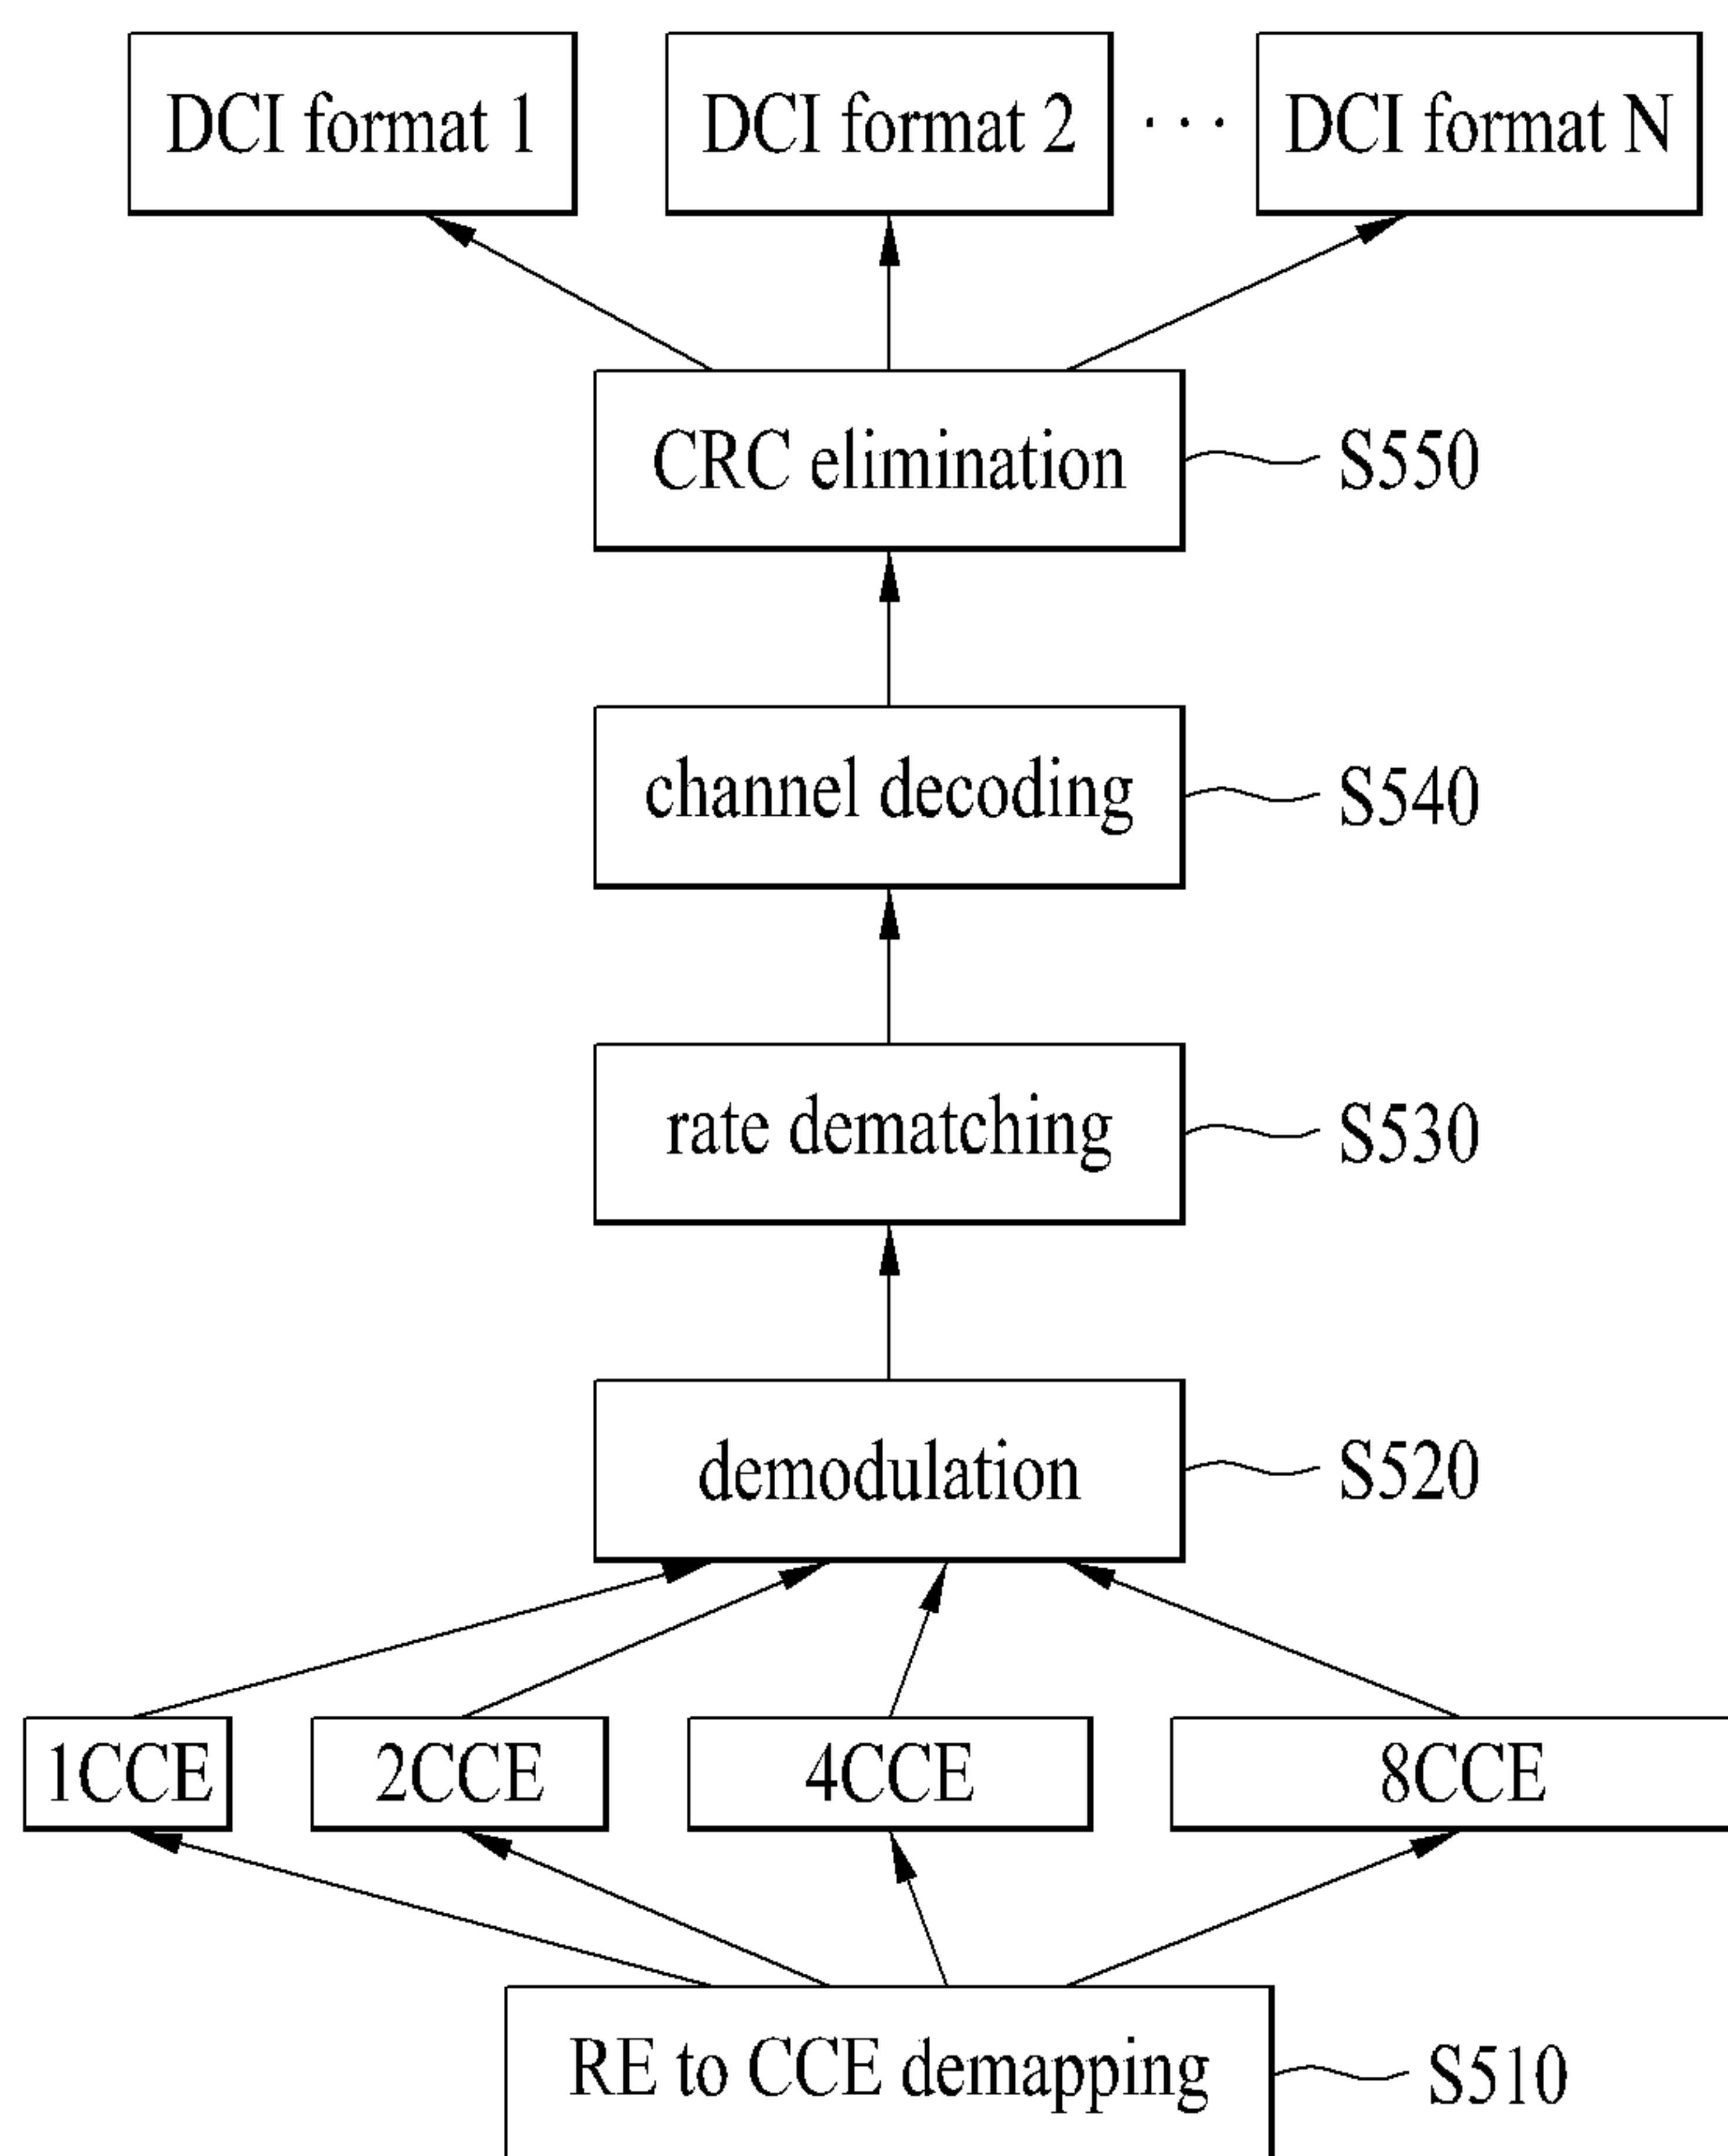 DCI format 1
DCI format 2
· · ·
DCI format N
CRC elimination
S550
channel decoding
S540
rate dematching
S530
demodulation
S520
1CCE
2CCE
4CCE
8CCE
RE to CCE demapping
S510